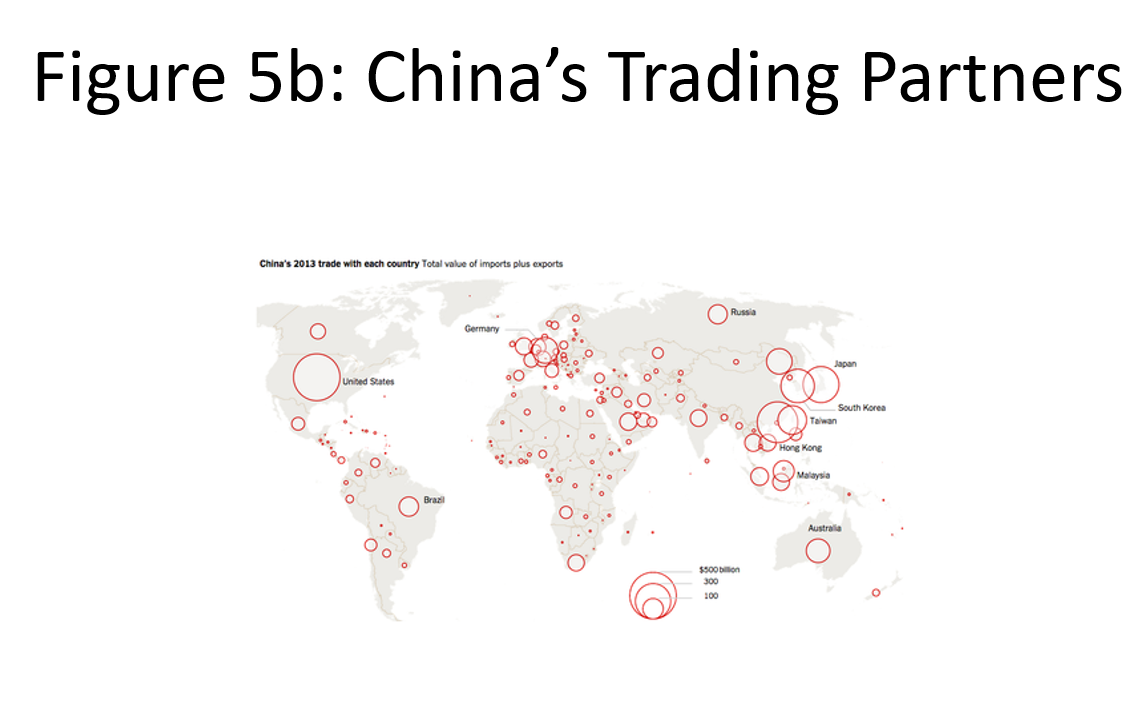 Figure 5b: China’s Trading Partners
China's 2013 trade with each country Total value of imports plus exports
Russia
Germany
Japan
United States
South Korea
Taiwan
Hong Kong
Malaysia
Brazil
Australia
$500 billion
300
100